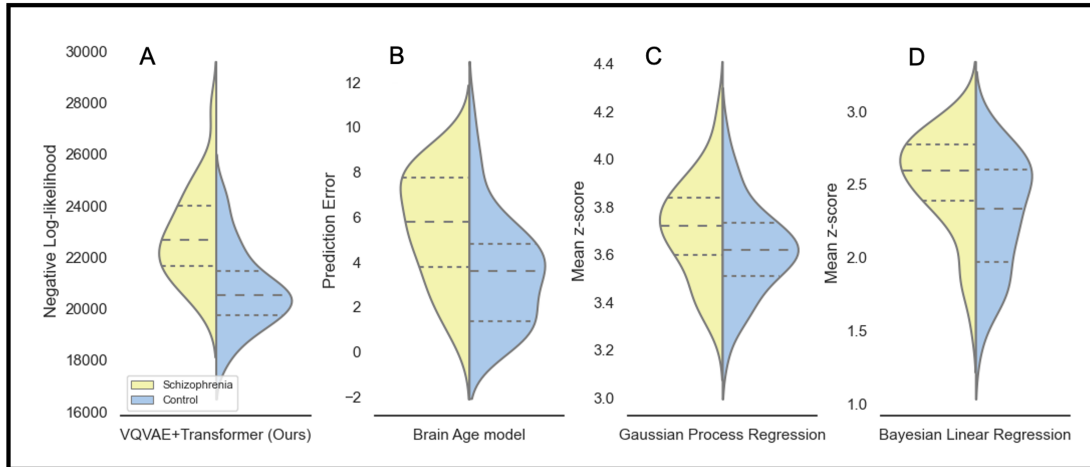 A
B
C
D
Negative Log-likelihood
30000
28000
26000
24000
22000
20000
18000
16000
Schizophrenia
Control
VQVAE+Transformer (Ours)
Prediction Error
12
10
8
6
4
2
0
−2
Brain Age model
Mean z-score
4.4
4.2
4.0
3.8
3.6
3.4
3.2
3.0
Gaussian Process Regression
Mean z-score
3.0
2.5
2.0
1.5
1.0
Bayesian Linear Regression